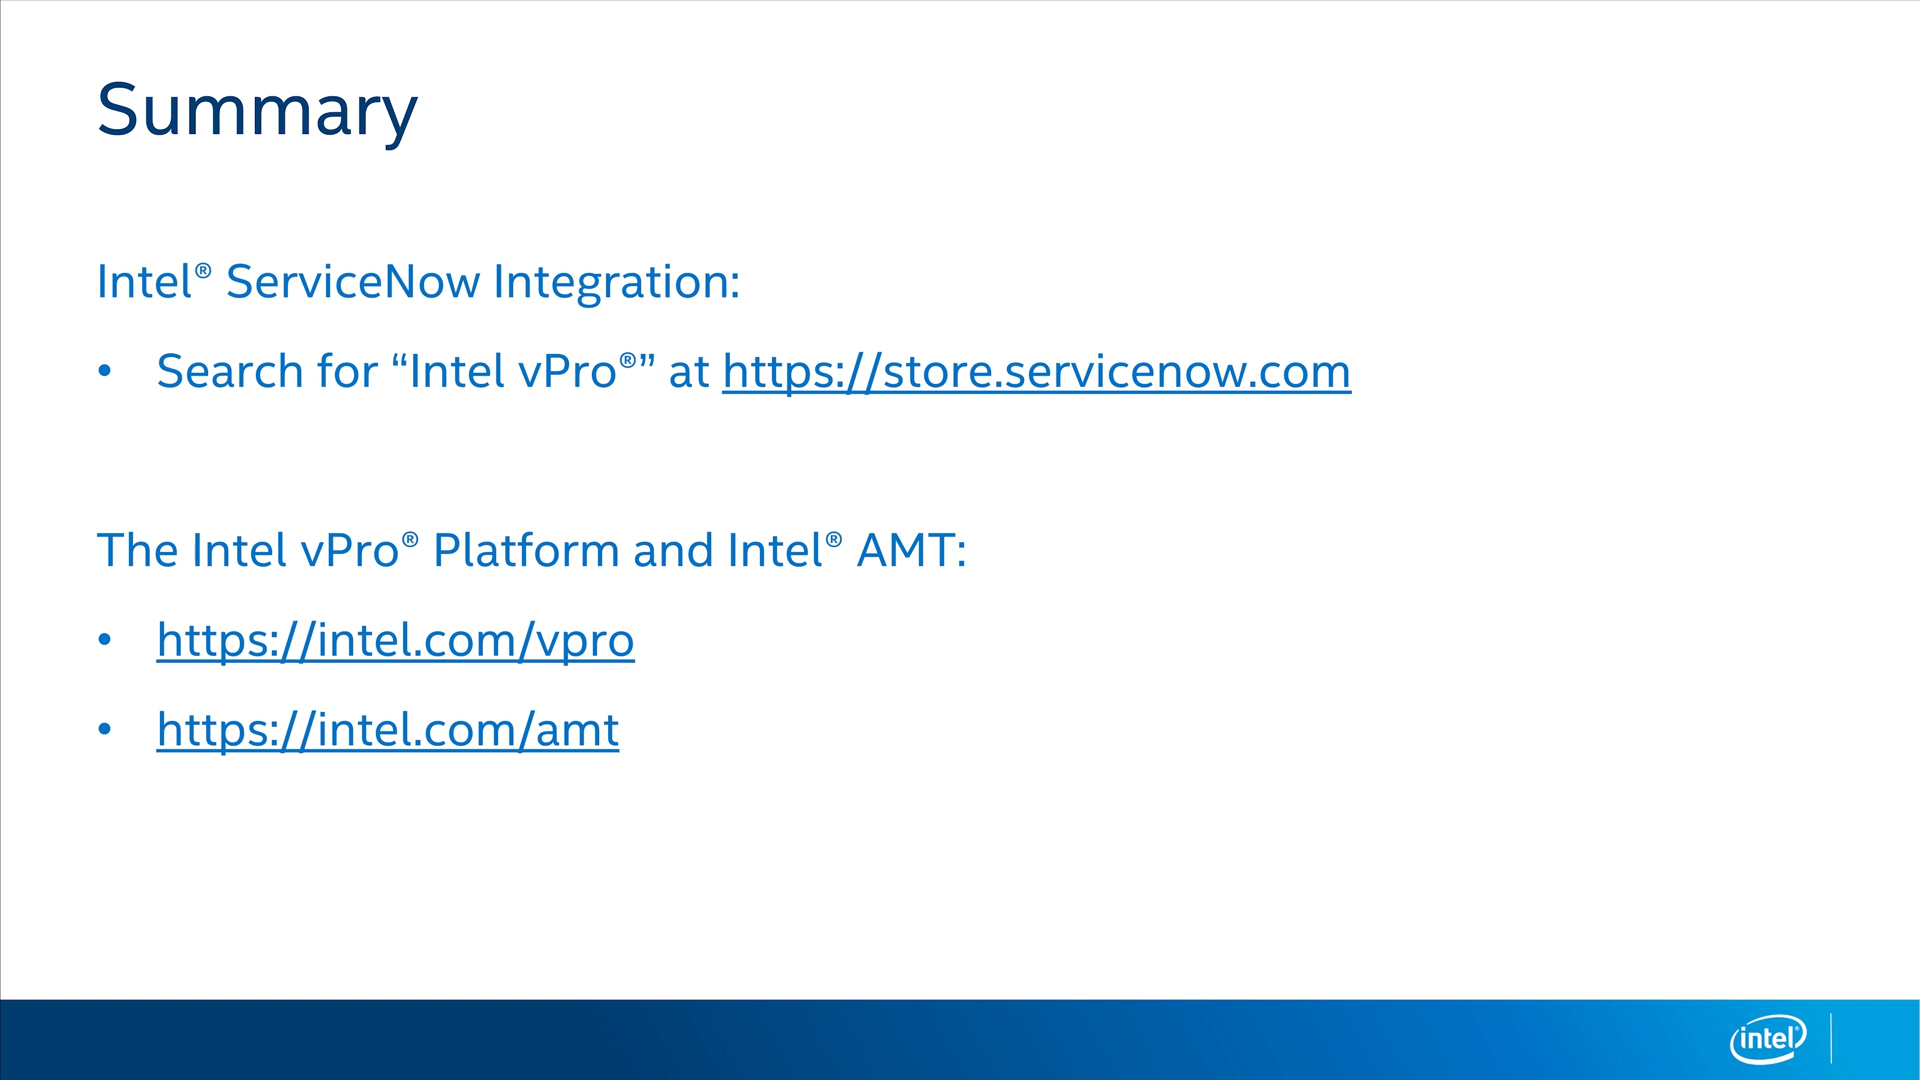 Summary
Intel® ServiceNow Integration:
• Search for “Intel vPro®” at https://store.servicenow.com
The Intel vPro® Platform and Intel® AMT:
• https://intel.com/vpro
• https://intel.com/amt
intel®